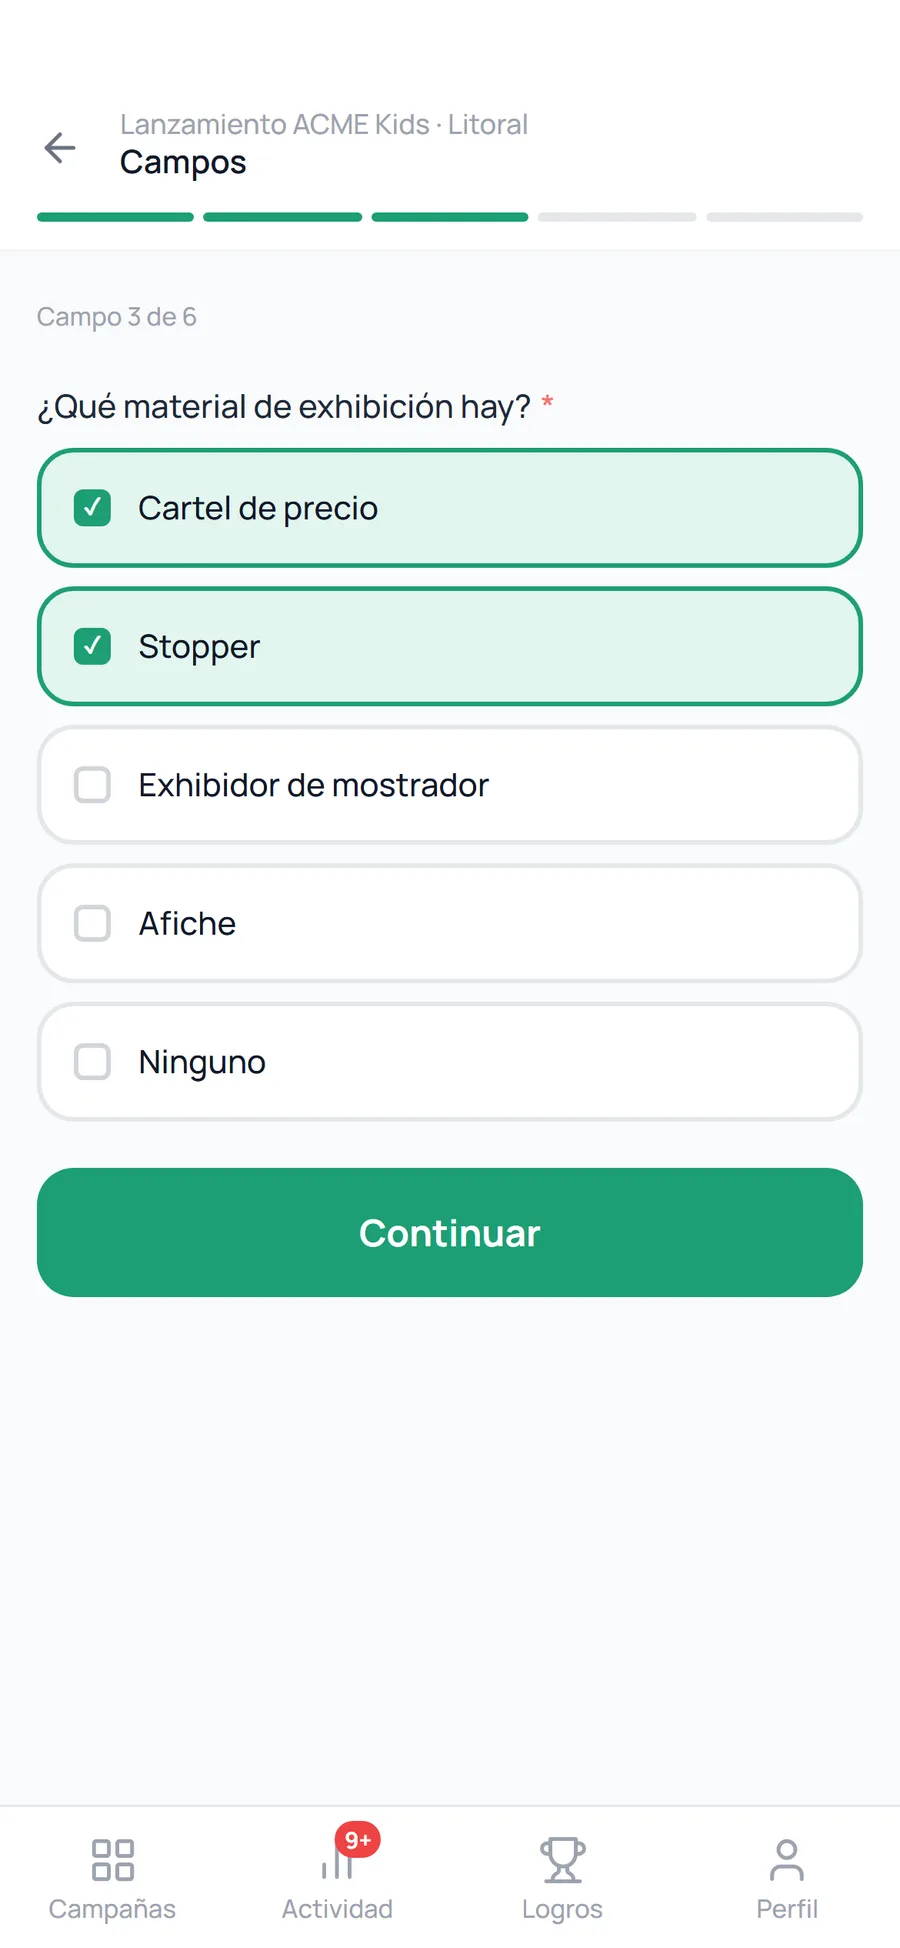 Lanzamiento ACME Kids · Litoral
Campos
Campo 3 de 6
¿Qué material de exhibición hay? *
Cartel de precio
Stopper
Exhibidor de mostrador
Afiche
Ninguno
Continuar
9+
Campañas
Actividad
Logros
Perfil